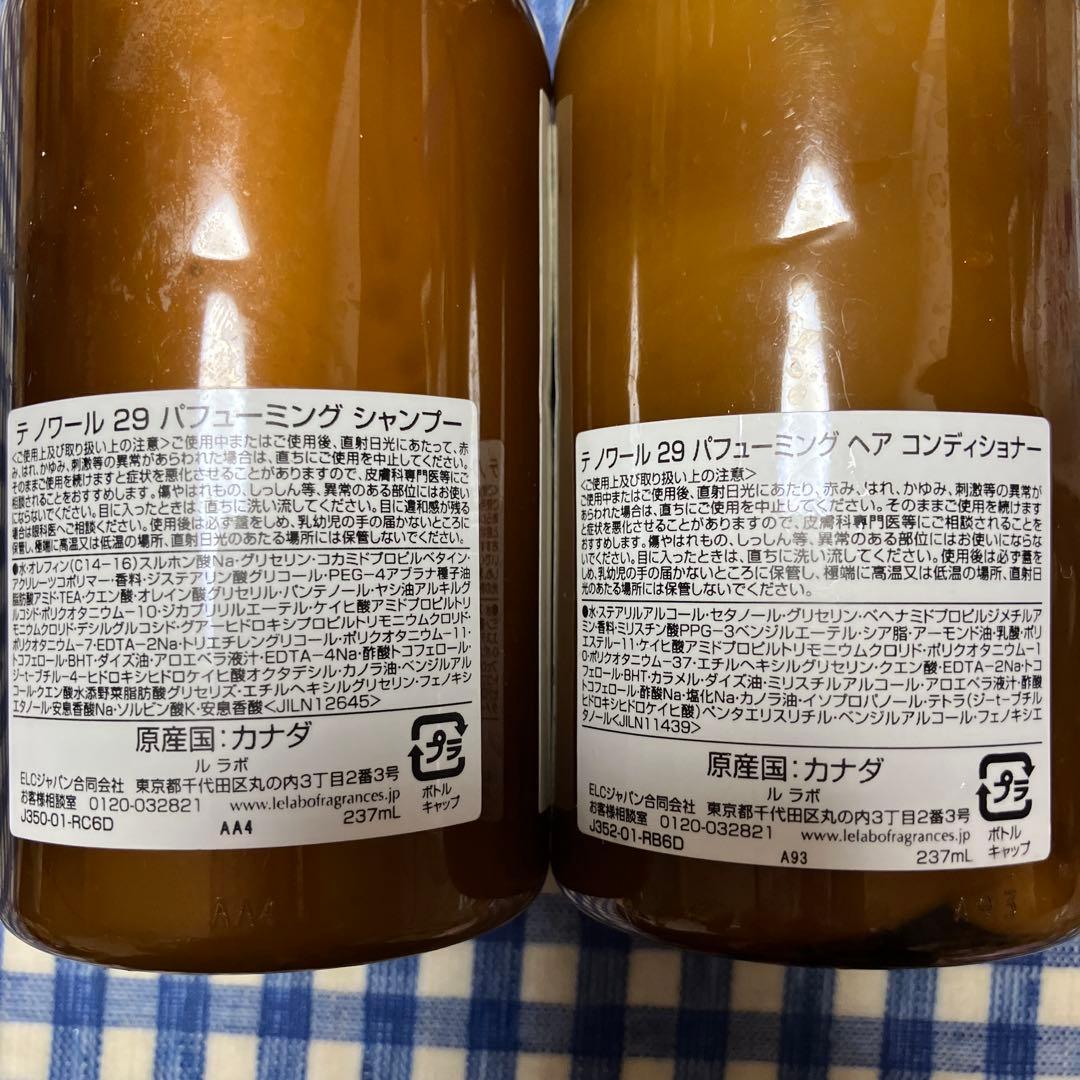 テ ノワール 29 パフューミング シャンプー
<ご使用上及び取り扱い上の注意>ご使用中またはご使用後、直射日光にあたって、赤
み、はれ、かゆみ、刺激等の異常があらわれた場合は、直ちにご使用を中止してください。
そのままご使用を続けますと症状を悪化させることがありますので、皮膚科専門医等にご
相談されることをおすすめします。傷やはれもの、しっしん等、異常のある部位にはお使い
にならないでください。目に入ったときは、直ちに洗い流してください。目に違和感が残る
場合は眼科医へご相談ください。使用後は必ず蓋をしめ、乳幼児の手の届かないところに
保管し、極端に高温又は低温の場所、直射日光のあたる場所には保管しないでください。
●水・オレフィン(C14-16)スルホン酸Na・グリセリン・コカミドプロピルベタイン・
アクリレーツコポリマー・香料・ジステアリン酸グリコール・PEG-4アブラナ種子油
脂肪酸アミド・TEA・クエン酸・オレイン酸グリセリル・パンテノール・ヤシ油アルキルグ
ルコシド・ポリクオタニウム-10・ジカプリルエーテル・ケイヒ酸アミドプロピルトリ
モニウムクロリド・デシルグルコシド・グアーヒドロキシプロピルトリモニウムクロリド・
ポリクオタニウム-7・EDTA-2Na・トリエチレングリコール・ポリクオタニウム-11・
トコフェロール・BHT・ダイズ油・アロエベラ液汁・EDTA-4Na・酢酸トコフェロール・
ジ-t-ブチル-4-ヒドロキシヒドロケイヒ酸オクタデシル・カノラ油・ベンジルアル
コール・クエン酸水添野菜脂肪酸グリセリズ・エチルヘキシルグリセリン・フェノキシ
エタノール・安息香酸Na・ソルビン酸K・安息香酸<JILN12645>
原産国:カナダ
ル ラボ
ELCジャパン合同会社 東京都千代田区丸の内3丁目2番3号
お客様相談室 0120-032821 www.lelabofragrances.jp
J350-01-RC6D AA4 237mL
プラ
ボトル
キャップ
AA4
テ ノワール 29 パフューミング ヘア コンディショナー
<ご使用上及び取り扱い上の注意>
ご使用中またはご使用後、直射日光にあたり、赤み、はれ、かゆみ、刺激等の異常が
あらわれた場合は、直ちにご使用を中止してください。そのままご使用を続けます
と症状を悪化させることがありますので、皮膚科専門医等にご相談されることを
おすすめします。傷やはれもの、しっしん等、異常のある部位にはお使いにならない
でください。目に入ったときは、直ちに洗い流してください。使用後は必ず蓋を
しめ、乳幼児の手の届かないところに保管し、極端に高温又は低温の場所、直射日
光のあたる場所には保管しないでください。
●水・ステアリルアルコール・セタノール・グリセリン・ベヘナミドプロピルジメチルア
ミン・香料・ミリスチン酸PPG-3ベンジルエーテル・シア脂・アーモンド油・乳酸・ポリ
エステル-11・ケイヒ酸アミドプロピルトリモニウムクロリド・ポリクオタニウム-1
0・ポリクオタニウム-37・エチルヘキシルグリセリン・クエン酸・EDTA-2Na・トコ
フェロール・BHT・カラメル・ダイズ油・ミリスチルアルコール・アロエベラ液汁・酢酸
トコフェロール・酢酸Na・塩化Na・カノラ油・イソプロパノール・テトラ(ジ-t-ブチル
ヒドロキシヒドロケイヒ酸)ペンタエリスリチル・ベンジルアルコール・フェノキシエ
タノール<JILN11439>
原産国:カナダ
ル ラボ
ELCジャパン合同会社 東京都千代田区丸の内3丁目2番3号
お客様相談室 0120-032821 www.lelabofragrances.jp
J352-01-RB6D A93 237mL
プラ
ボトル
キャップ
A93